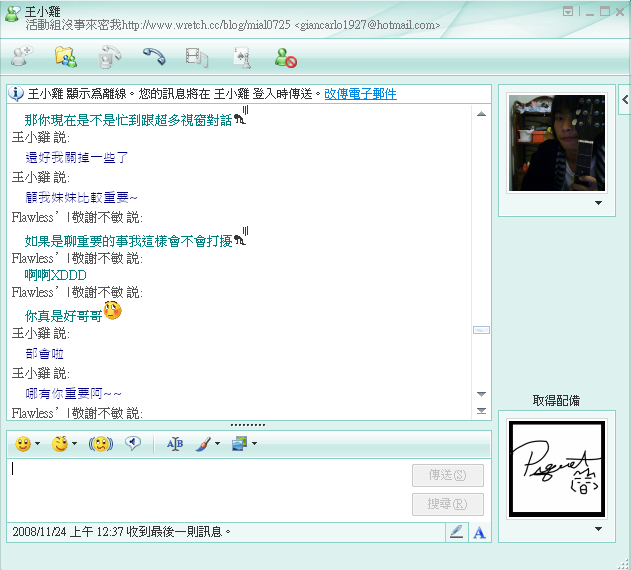 王小雞
活動組沒事來密我http://www.wretch.cc/blog/mial0725 <giancarlo1927@hotmail.com>
王小雞 顯示為離線。您的訊息將在 王小雞 登入時傳送。改傳電子郵件
那你現在是不是忙到跟超多視窗對話
王小雞 說:
還好我關掉一些了
王小雞 說:
顧我妹妹比較重要~
Flawless’ |敬謝不敏 說:
如果是聊重要的事我這樣會不會打擾
Flawless’ |敬謝不敏 說:
啊啊XDDD
Flawless’ |敬謝不敏 說:
你真是好哥哥
王小雞 說:
部會啦
王小雞 說:
哪有你重要阿~~
Flawless’ |敬謝不敏 說:
取得配備
傳送(S)
搜尋(R)
2008/11/24 上午 12:37 收到最後一則訊息。